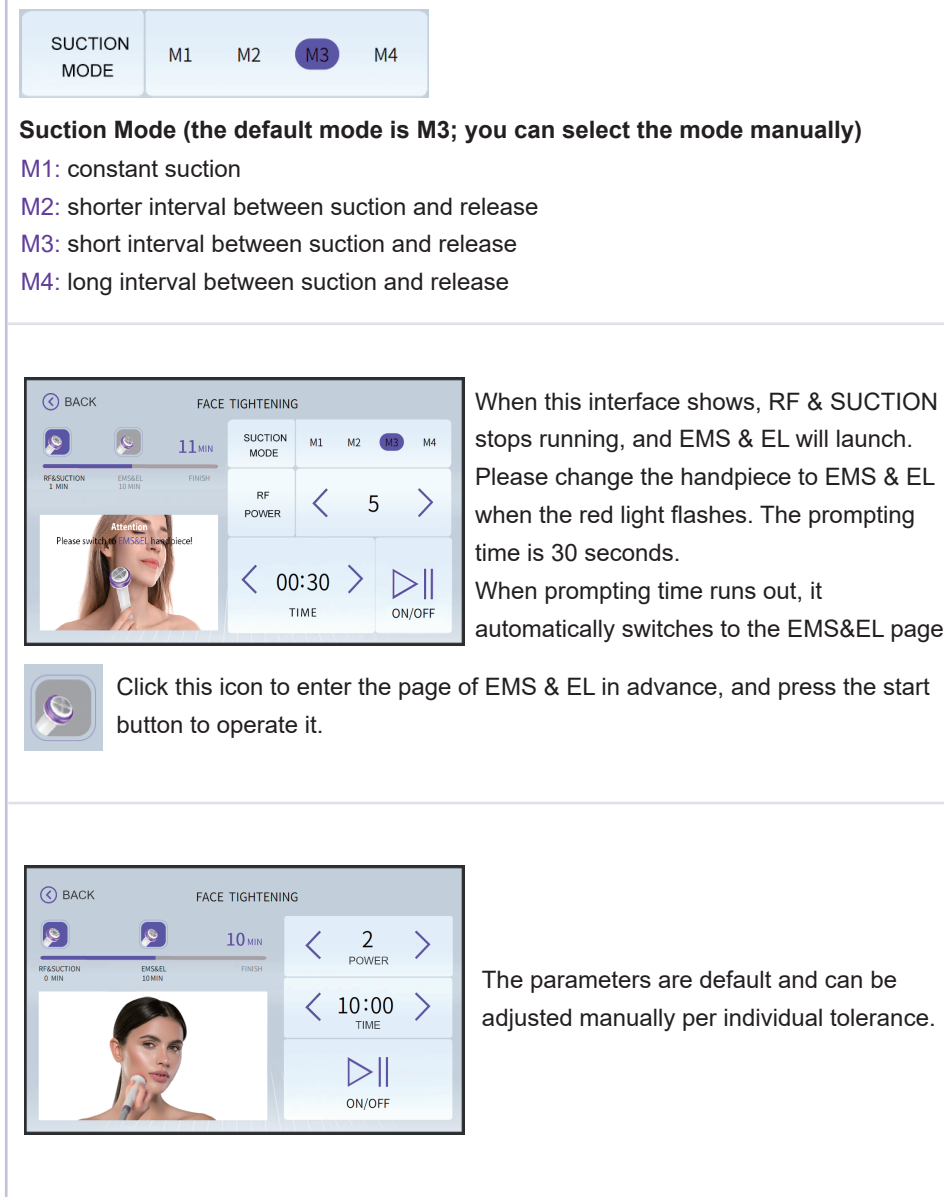 SUCTION
MODE
M1 M2 M3 M4
Suction Mode (the default mode is M3; you can select the mode manually)
M1: constant suction
M2: shorter interval between suction and release
M3: short interval between suction and release
M4: long interval between suction and release
BACK
FACE TIGHTENING
11 MIN
RF&SUCTION
1 MIN
EMS&EL
10 MIN
FINISH
Attention
Please switch to EMS&EL handpiece!
SUCTION
MODE
M1 M2 M3 M4
RF
POWER
5
00:30
TIME
ON/OFF
When this interface shows, RF & SUCTION
stops running, and EMS & EL will launch.
Please change the handpiece to EMS & EL
when the red light flashes. The prompting
time is 30 seconds.
When prompting time runs out, it
automatically switches to the EMS&EL page
Click this icon to enter the page of EMS & EL in advance, and press the start
button to operate it.
BACK
FACE TIGHTENING
10 MIN
RF&SUCTION
0 MIN
EMS&EL
10 MIN
FINISH
2
POWER
10:00
TIME
ON/OFF
The parameters are default and can be
adjusted manually per individual tolerance.